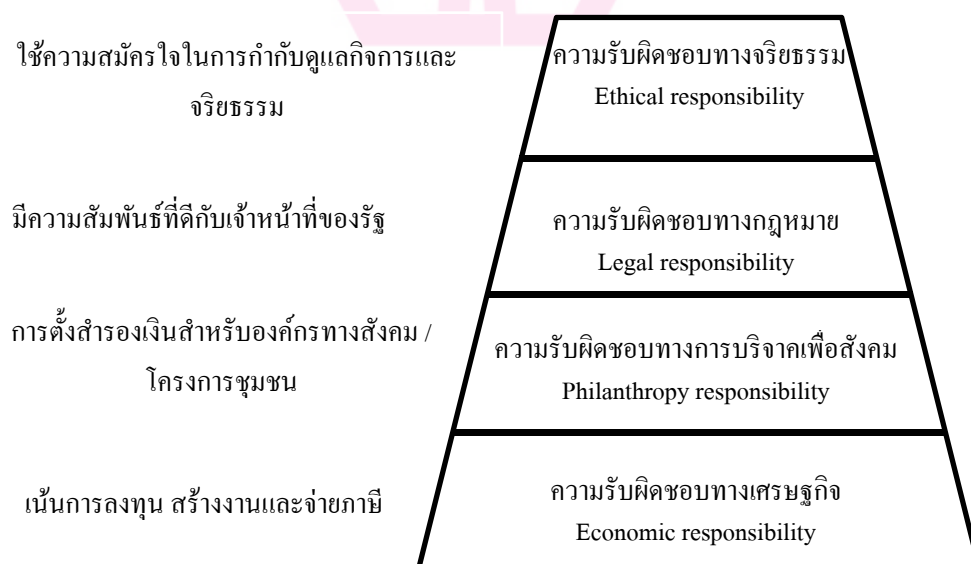 ใช้ความสมัครใจในการกำกับดูแลกิจการและ
จริยธรรม
ความรับผิดชอบทางจริยธรรม
Ethical responsibility
มีความสัมพันธ์ที่ดีกับเจ้าหน้าที่ของรัฐ
ความรับผิดชอบทางกฎหมาย
Legal responsibility
การตั้งสำรองเงินสำหรับองค์กรทางสังคม /
โครงการชุมชน
ความรับผิดชอบทางการบริจาคเพื่อสังคม
Philanthropy responsibility
เน้นการลงทุน สร้างงานและจ่ายภาษี
ความรับผิดชอบทางเศรษฐกิจ
Economic responsibility